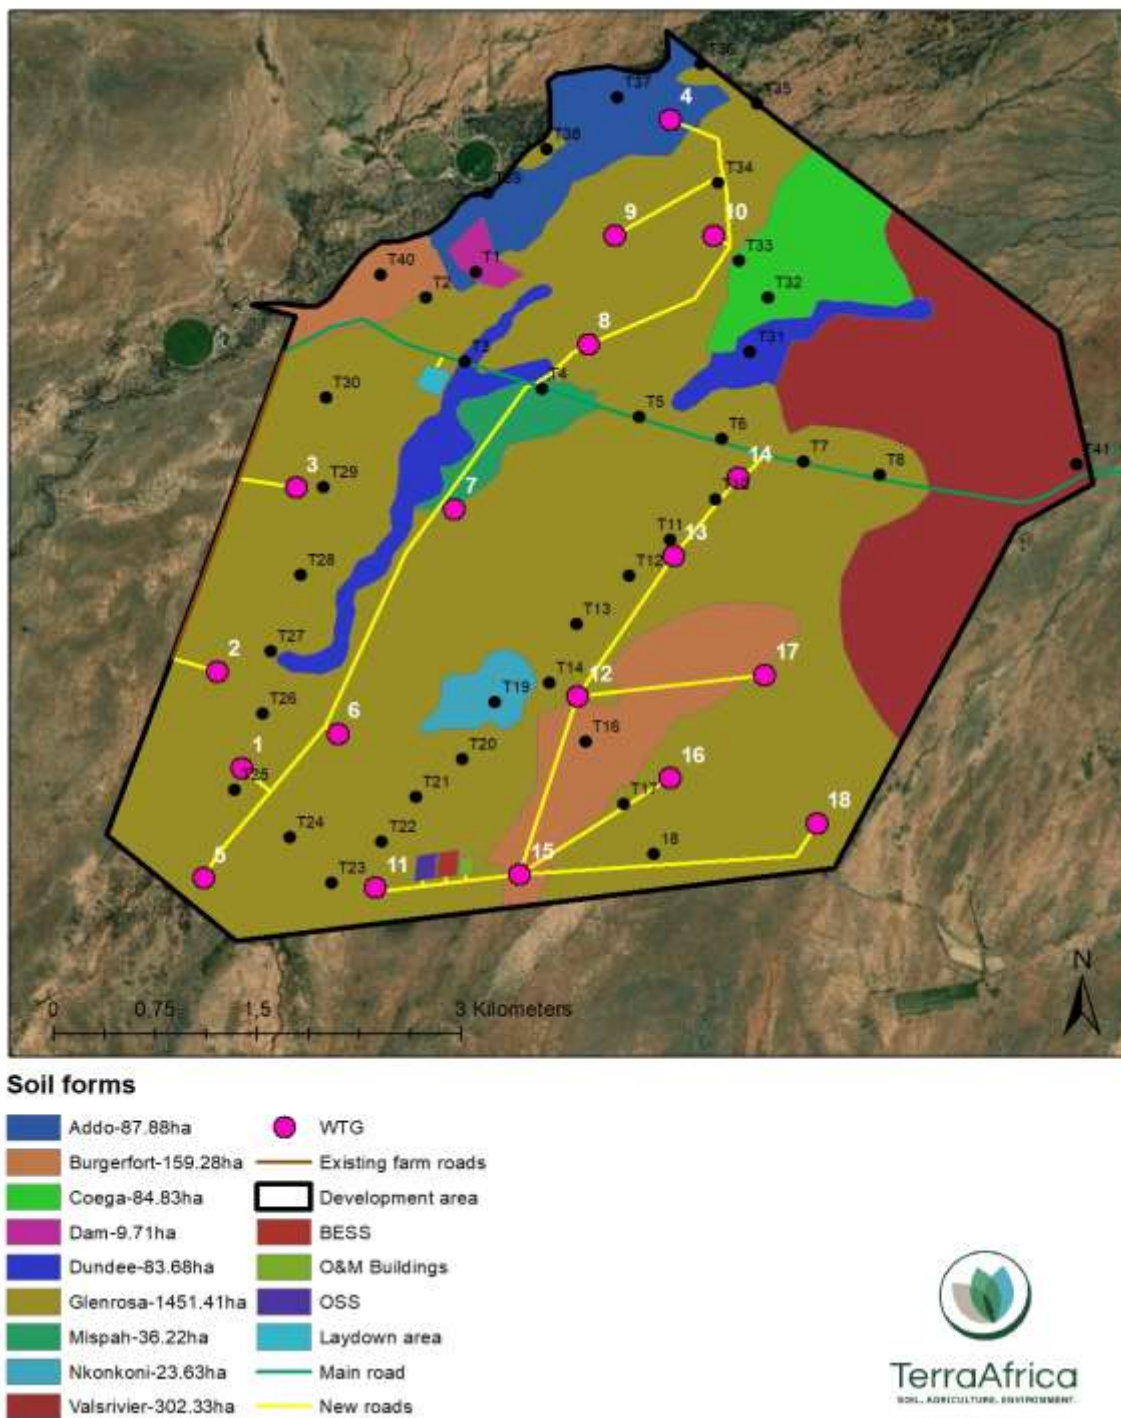 T36
T37
T35
4
T38
T34
9
10
T33
T1
T40
T2
T32
8
T31
T3
T4
T30
T5
T6
T7
T8
T41
14
3
T29
7
T11
13
T12
T28
T13
T27
2
17
12
T14
T19
T26
6
T16
T20
1
T25
16
T21
T17
18
T24
T22
18
5
T23
11
15
N
0 0,75 1,5 3 Kilometers
Soil forms
Addo-87.88ha
WTG
Burgerfort-159.28ha
Existing farm roads
Coega-84.83ha
Development area
Dam-9.71ha
BESS
Dundee-83.68ha
O&M Buildings
Glenrosa-1451.41ha
OSS
Mispah-36.22ha
Laydown area
Nkonkoni-23.63ha
Main road
Valsrivier-302.33ha
New roads
TerraAfrica
SOIL. AGRICULTURE. ENVIRONMENT.